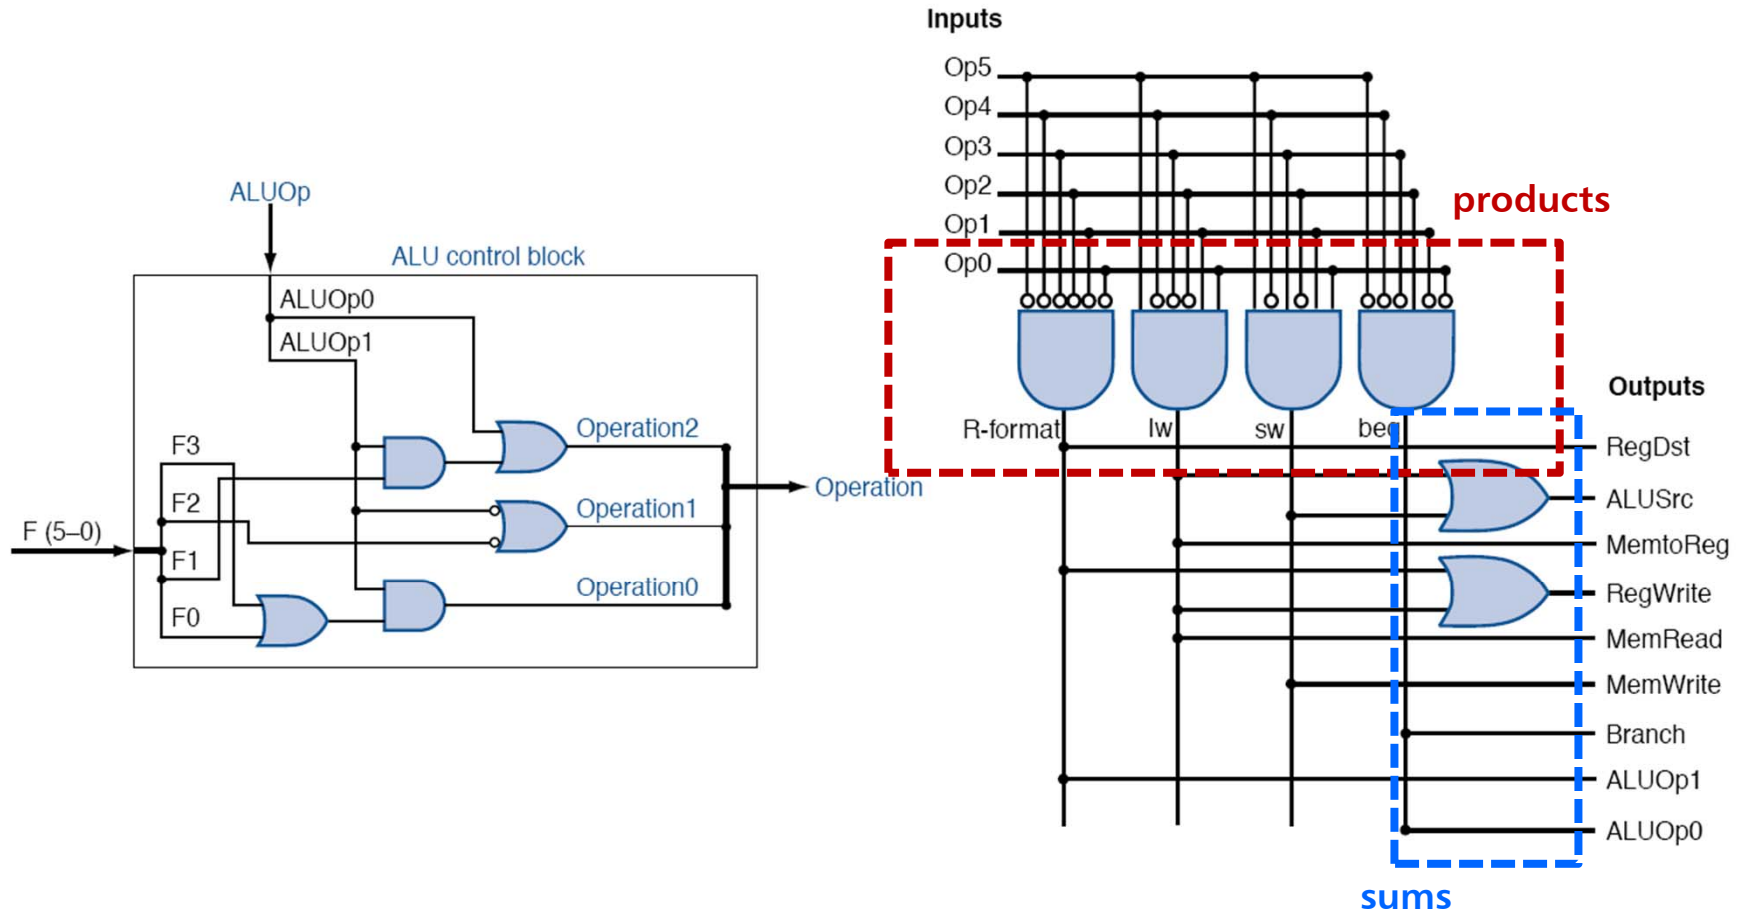 ALUOp
ALU control block
ALUOp0
ALUOp1
F3
F2
F (5–0)
F1
F0
Operation2
Operation1
Operation0
Operation
Inputs
Op5
Op4
Op3
Op2
Op1
Op0
products
R-format
lw
sw
beq
Outputs
RegDst
ALUSrc
MemtoReg
RegWrite
MemRead
MemWrite
Branch
ALUOp1
ALUOp0
sums